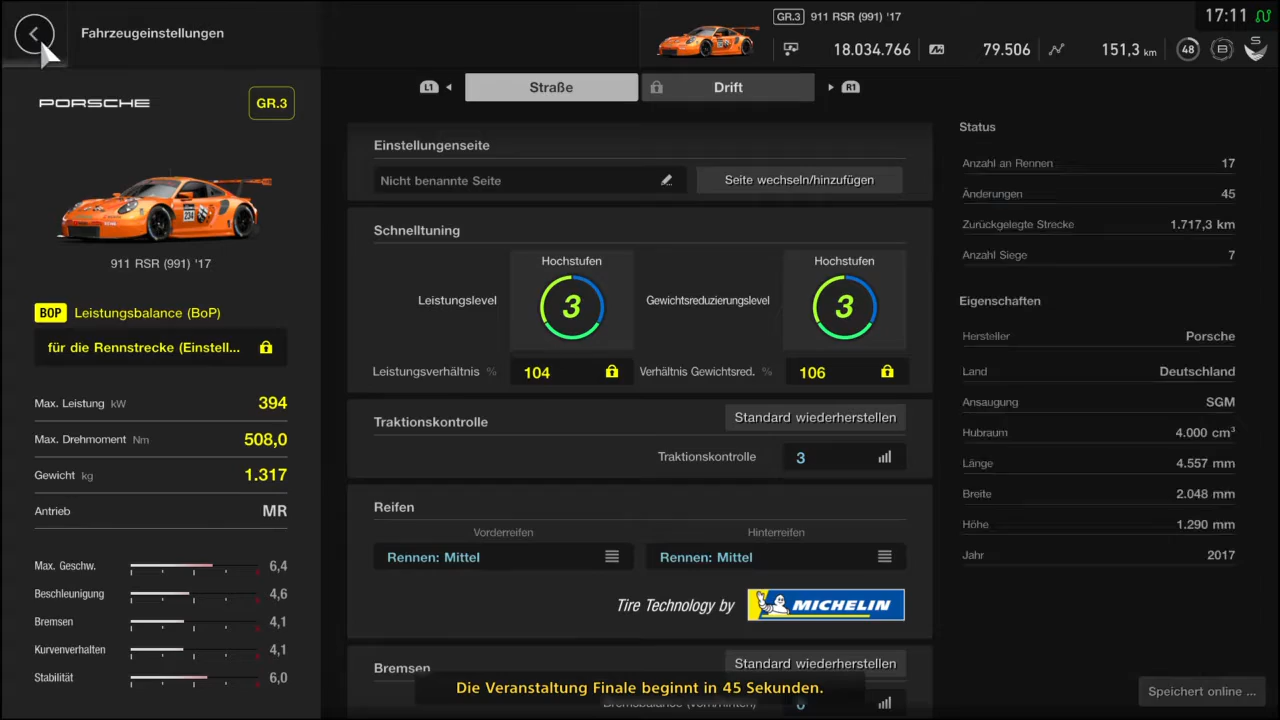 Fahrzeugeinstellungen
GR.3 911 RSR (991) '17
17:11
18.034.766 79.506 151,3 km 48 B S
PORSCHE GR.3
911 RSR (991) '17
BOP Leistungsbalance (BoP)
für die Rennstrecke (Einstell...
Max. Leistung kW 394
Max. Drehmoment Nm 508,0
Gewicht kg 1.317
Antrieb MR
Max. Geschw. 6,4
Beschleunigung 4,6
Bremsen 4,1
Kurvenverhalten 4,1
Stabilität 6,0
L1 Straße Drift R1
Einstellungenseite
Nicht benannte Seite Seite wechseln/hinzufügen
Schnelltuning
Hochstufen Hochstufen
Leistungslevel 3 Gewichtsreduzierungslevel 3
Leistungsverhältnis % 104 Verhältnis Gewichtsred. % 106
Traktionskontrolle Standard wiederherstellen
Traktionskontrolle 3
Reifen
Vorderreifen Hinterreifen
Rennen: Mittel Rennen: Mittel
Tire Technology by MICHELIN
Bremsen Standard wiederherstellen
Die Veranstaltung Finale beginnt in 45 Sekunden.
Bremsbalance (vorn/hinten) 0
Status
Anzahl an Rennen 17
Änderungen 45
Zurückgelegte Strecke 1.717,3 km
Anzahl Siege 7
Eigenschaften
Hersteller Porsche
Land Deutschland
Ansaugung SGM
Hubraum 4.000 cm³
Länge 4.557 mm
Breite 2.048 mm
Höhe 1.290 mm
Jahr 2017
Speichert online ...